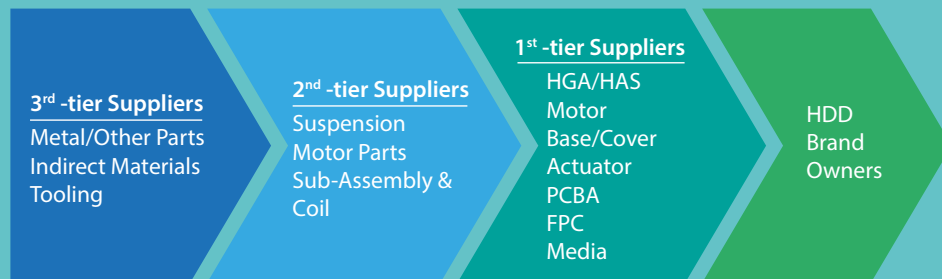 3rd -tier Suppliers
Metal/Other Parts
Indirect Materials
Tooling
2nd -tier Suppliers
Suspension
Motor Parts
Sub-Assembly &
Coil
1st -tier Suppliers
HGA/HAS
Motor
Base/Cover
Actuator
PCBA
FPC
Media
HDD
Brand
Owners